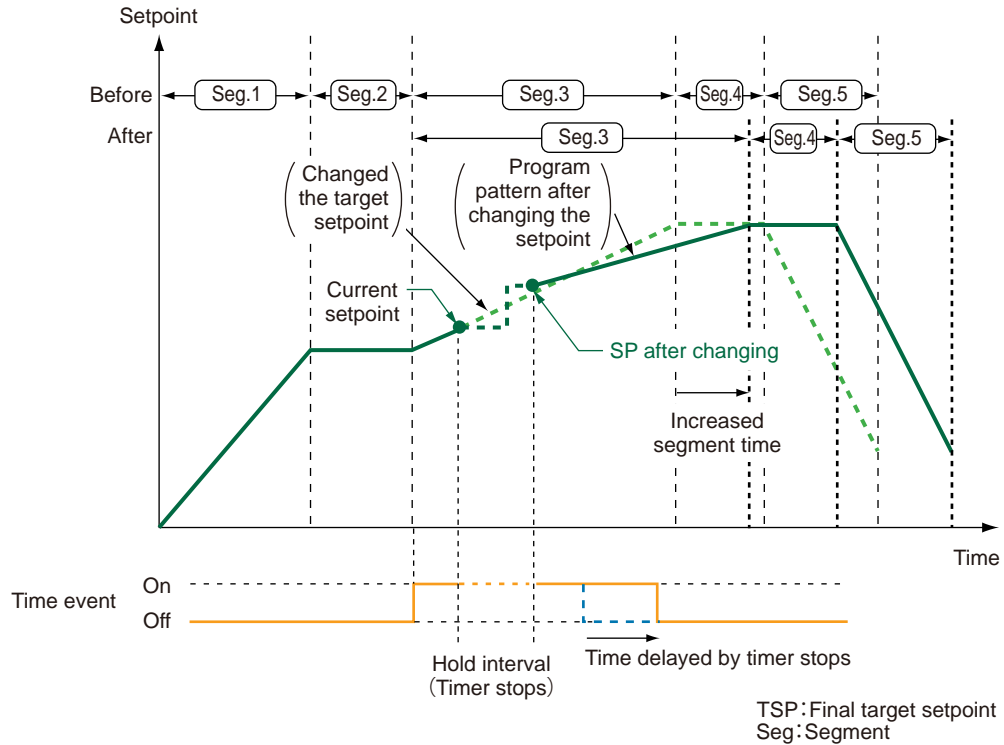 Setpoint
Before
Seg.1
Seg.2
Seg.3
Seg.4
Seg.5
After
Seg.3
Seg.4
Seg.5
(Changed
the target
setpoint)
(Program
pattern after
changing the
setpoint)
Current
setpoint
SP after changing
Increased
segment time
Time
Time event
On
Off
Hold interval
(Timer stops)
Time delayed by timer stops
TSP:Final target setpoint
Seg:Segment